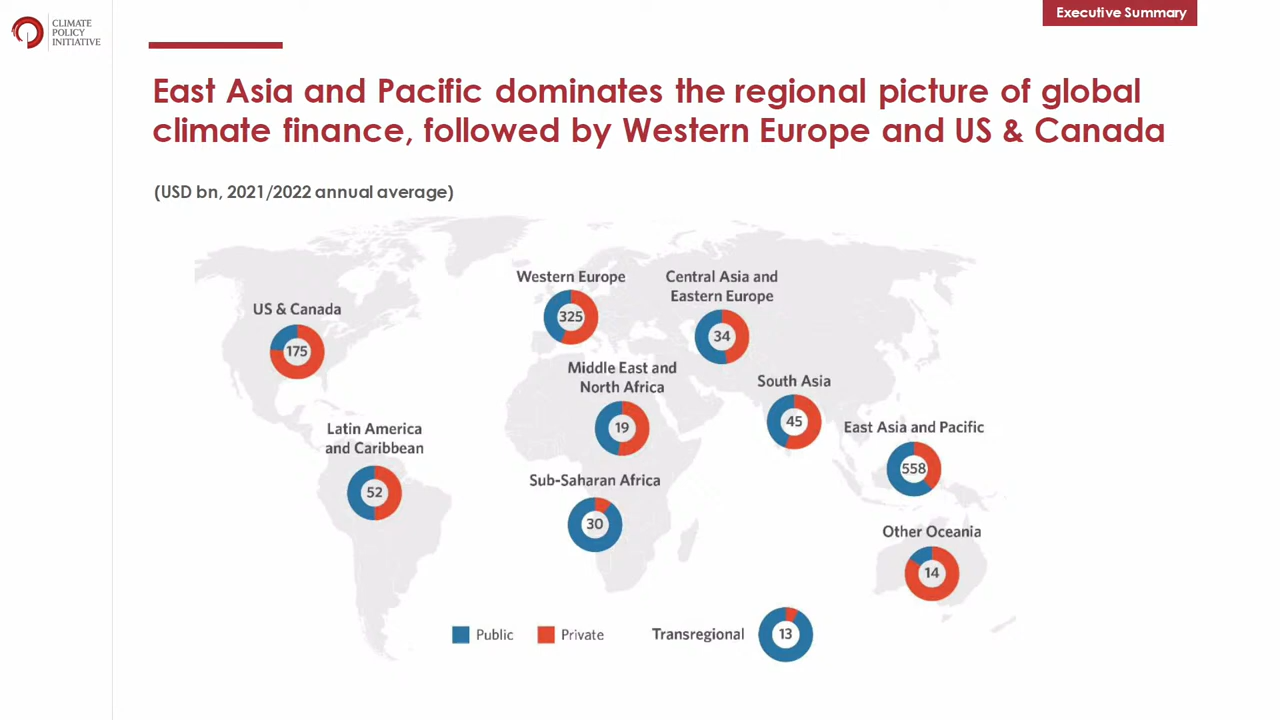 CLIMATE
POLICY
INITIATIVE
Executive Summary
East Asia and Pacific dominates the regional picture of global
climate finance, followed by Western Europe and US & Canada
(USD bn, 2021/2022 annual average)
US & Canada
175
Western Europe
325
Central Asia and
Eastern Europe
34
Middle East and
North Africa
19
South Asia
45
East Asia and Pacific
558
Latin America
and Caribbean
52
Sub-Saharan Africa
30
Other Oceania
14
Public
Private
Transregional
13